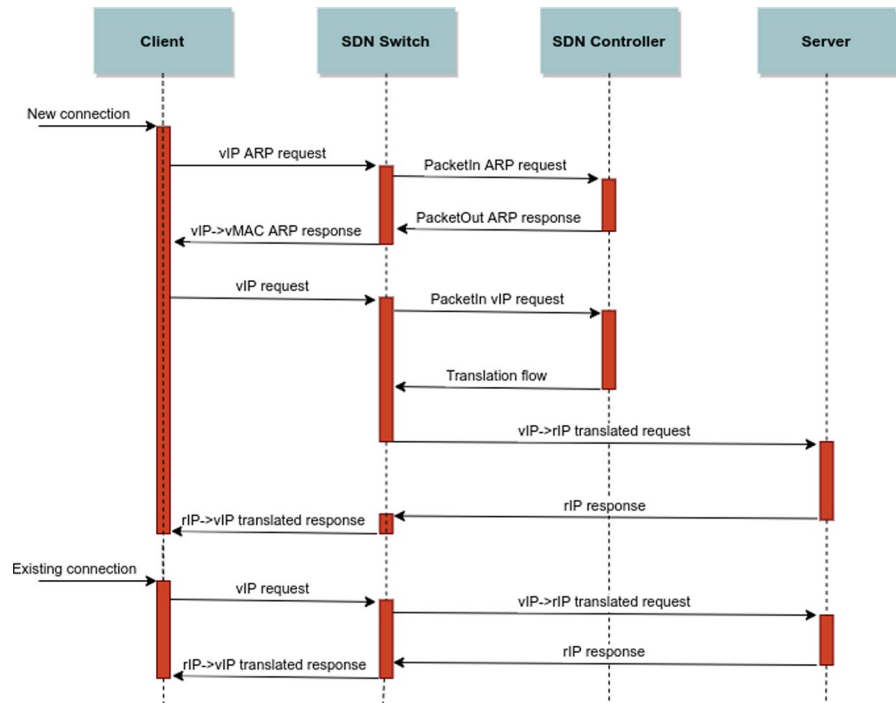 Client
SDN Switch
SDN Controller
Server
New connection
vIP ARP request
PacketIn ARP request
PacketOut ARP response
vIP->vMAC ARP response
vIP request
PacketIn vIP request
Translation flow
vIP->rIP translated request
rIP response
rIP->vIP translated response
Existing connection
vIP request
vIP->rIP translated request
rIP response
rIP->vIP translated response